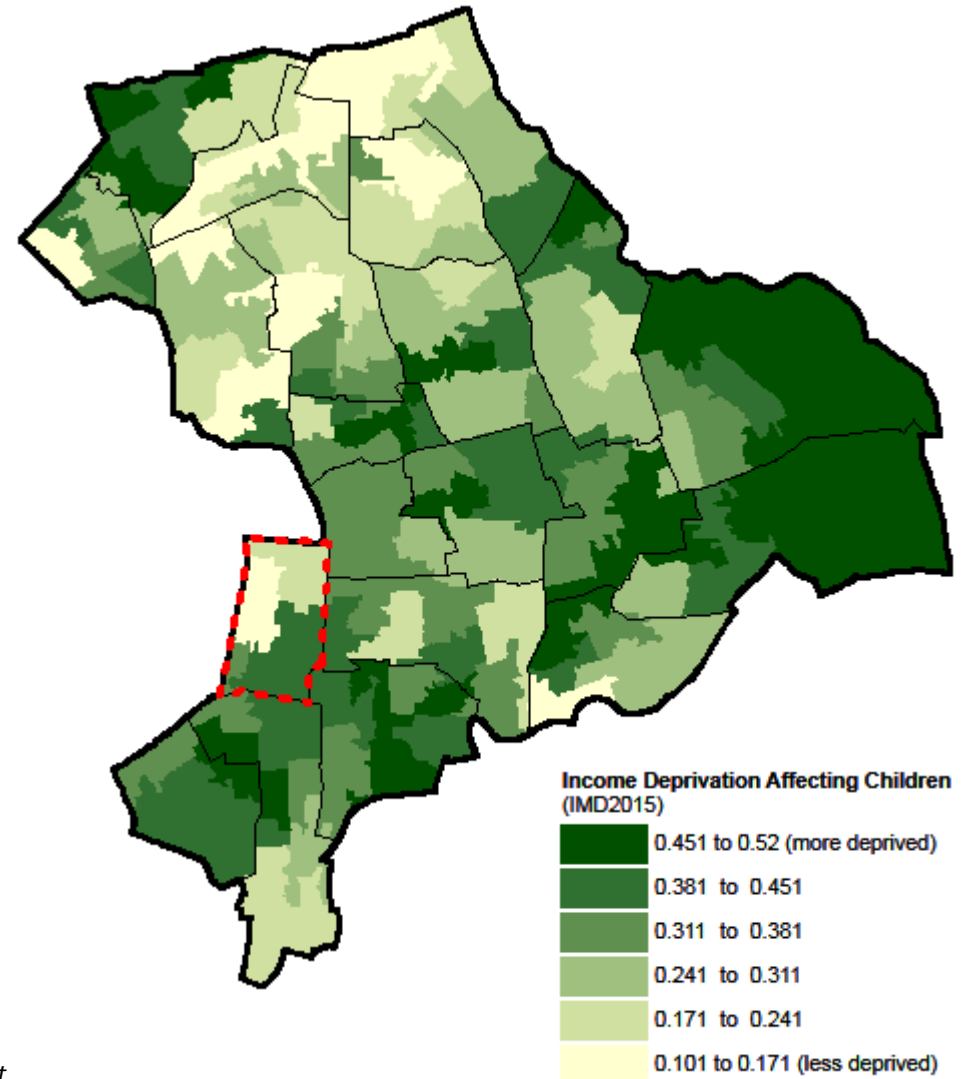 Income Deprivation Affecting Children
(IMD2015)
0.451 to 0.52 (more deprived)
0.381 to 0.451
0.311 to 0.381
0.241 to 0.311
0.171 to 0.241
0.101 to 0.171 (less deprived)
t